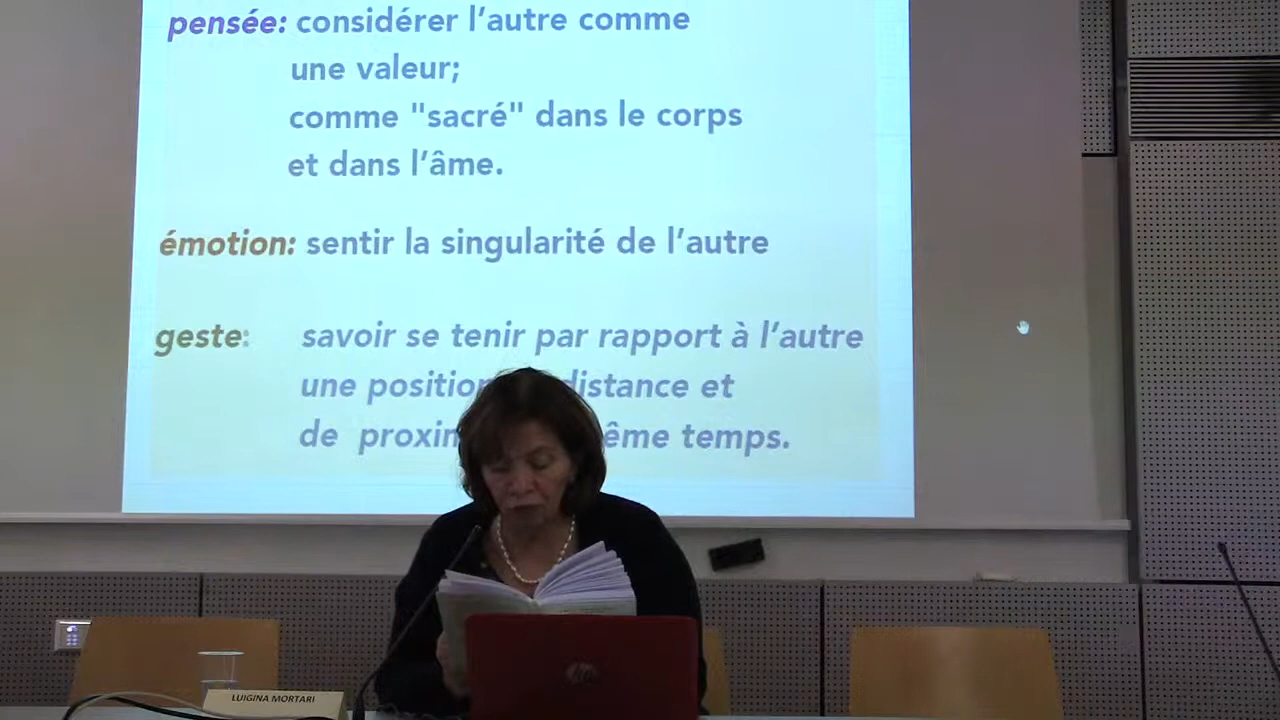 pensée: considérer l'autre comme
une valeur;
comme "sacré" dans le corps
et dans l'âme.
émotion: sentir la singularité de l'autre
geste: savoir se tenir par rapport à l'autre
une position distance et
de proxim ême temps.
hp
LUIGINA MORTARI